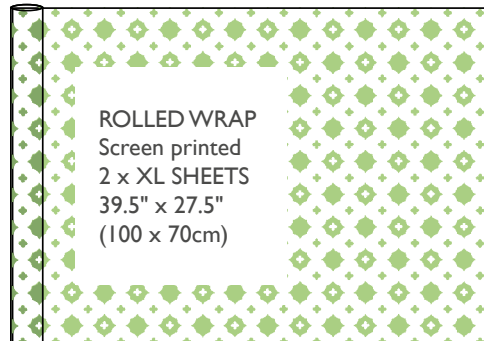 ROLLED WRAP
Screen printed
2 x XL SHEETS
39.5" x 27.5"
(100 x 70cm)